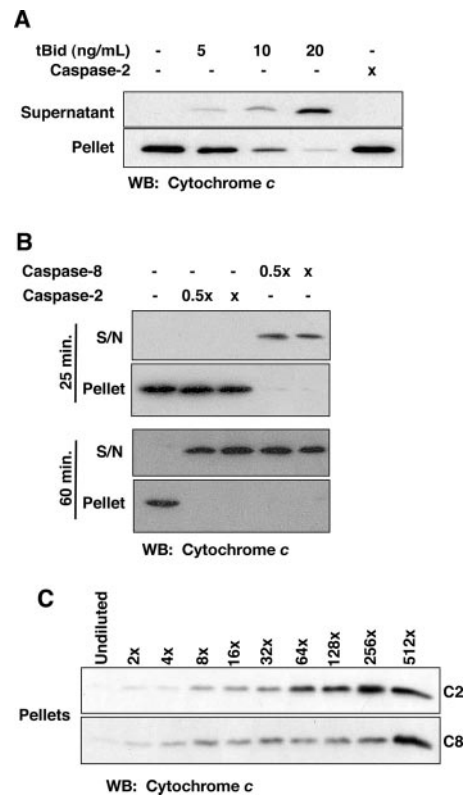 A
tBid (ng/mL) - 5 10 20 -
Caspase-2 - - - - x
Supernatant
Pellet
WB: Cytochrome c
B
Caspase-8 - - - 0.5x x
Caspase-2 - 0.5x x - -
25 min.
S/N
Pellet
60 min.
S/N
Pellet
WB: Cytochrome c
C
Undiluted 2x 4x 8x 16x 32x 64x 128x 256x 512x
Pellets
C2
C8
WB: Cytochrome c